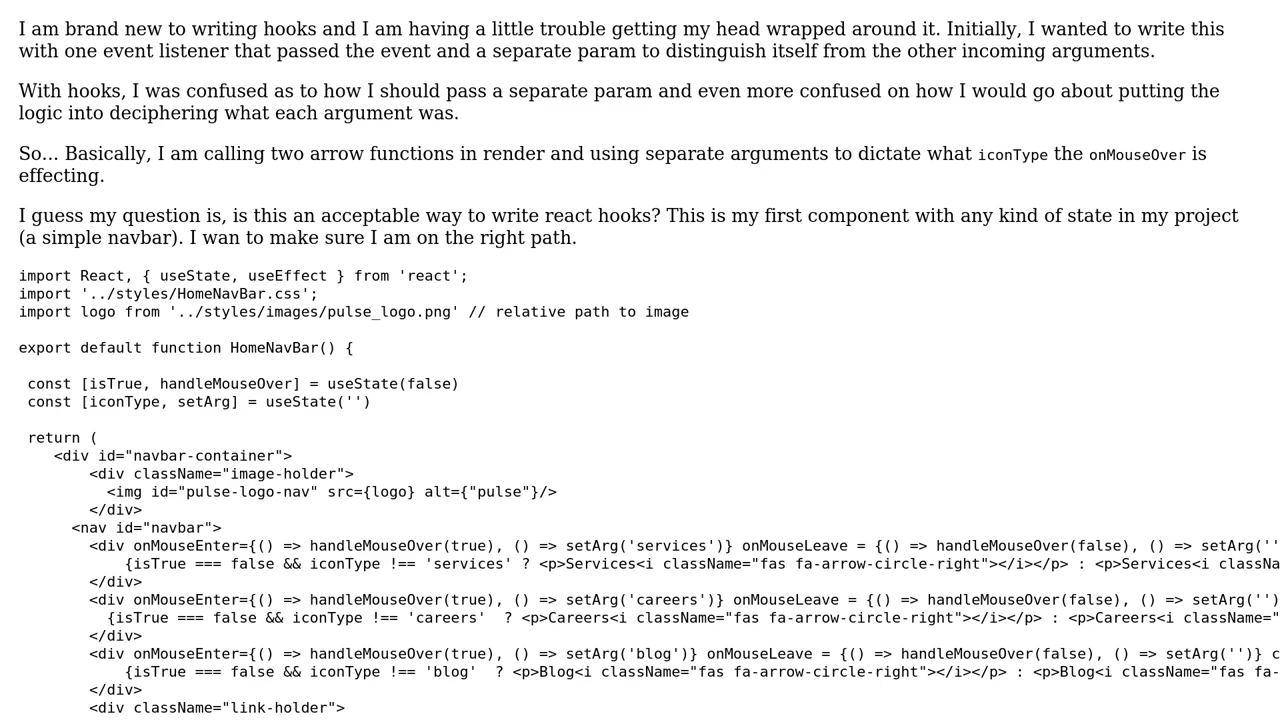 I am brand new to writing hooks and I am having a little trouble getting my head wrapped around it. Initially, I wanted to write this
with one event listener that passed the event and a separate param to distinguish itself from the other incoming arguments.
With hooks, I was confused as to how I should pass a separate param and even more confused on how I would go about putting the
logic into deciphering what each argument was.
So... Basically, I am calling two arrow functions in render and using separate arguments to dictate what iconType the onMouseOver is
effecting.
I guess my question is, is this an acceptable way to write react hooks? This is my first component with any kind of state in my project
(a simple navbar). I wan to make sure I am on the right path.
import React, { useState, useEffect } from 'react';
import '../styles/HomeNavBar.css';
import logo from '../styles/images/pulse_logo.png' // relative path to image
export default function HomeNavBar() {
const [isTrue, handleMouseOver] = useState(false)
const [iconType, setArg] = useState('')
return (
<div id="navbar-container">
<div className="image-holder">
<img id="pulse-logo-nav" src={logo} alt={"pulse"}/>
</div>
<nav id="navbar">
<div onMouseEnter={() => handleMouseOver(true), () => setArg('services')} onMouseLeave = {() => handleMouseOver(false), () => setArg(''
{isTrue === false && iconType !== 'services' ? <p>Services<i className="fas fa-arrow-circle-right"></i></p> : <p>Services<i classNa
</div>
<div onMouseEnter={() => handleMouseOver(true), () => setArg('careers')} onMouseLeave = {() => handleMouseOver(false), () => setArg('')
{isTrue === false && iconType !== 'careers'  ? <p>Careers<i className="fas fa-arrow-circle-right"></i></p> : <p>Careers<i className="
</div>
<div onMouseEnter={() => handleMouseOver(true), () => setArg('blog')} onMouseLeave = {() => handleMouseOver(false), () => setArg('')} c
{isTrue === false && iconType !== 'blog'  ? <p>Blog<i className="fas fa-arrow-circle-right"></i></p> : <p>Blog<i className="fas fa-
</div>
<div className="link-holder">